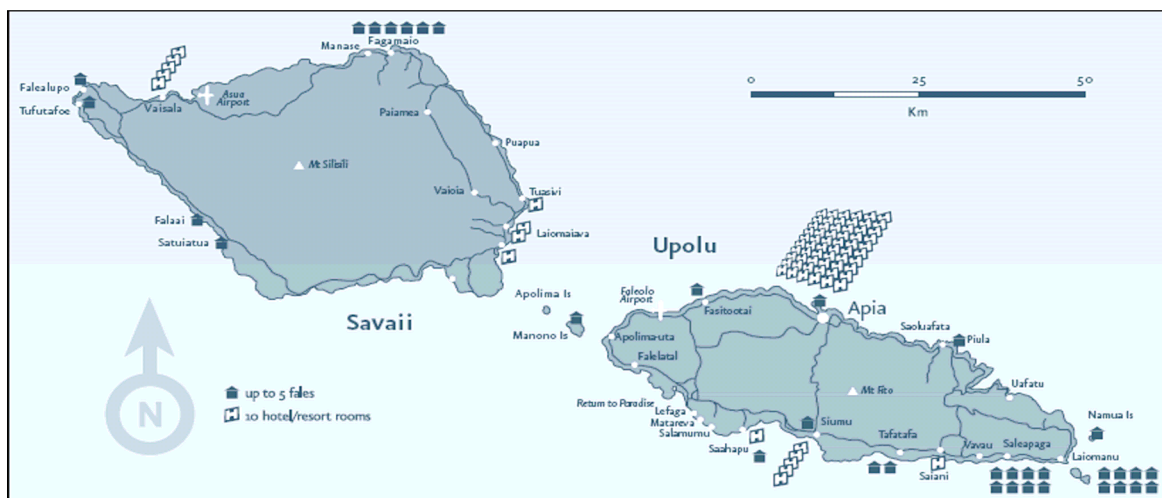 Manase
Fagamaio
Falealupo
Tufutafoe
Vaisala
Asua
Airport
Paiamea
Mt Silisili
Puapua
Vaioia
Tuasivi
Falaai
Satuiatua
Laiomaiava
Savaii
0 25 50
Km
Upolu
Apolima Is
Manono Is
Faleolo
Airport
Fasitootai
Apia
Apolima-uta
Falelatai
Saoluafata
Piula
Return to Paradise
Mt Fito
Uafatu
Lefaga
Matareva
Salamumu
Saahapu
Siumu
Tafatafa
Saiani
Vavau
Saleapaga
Namua Is
Laiomanu
N
up to 5 fales
10 hotel/resort rooms